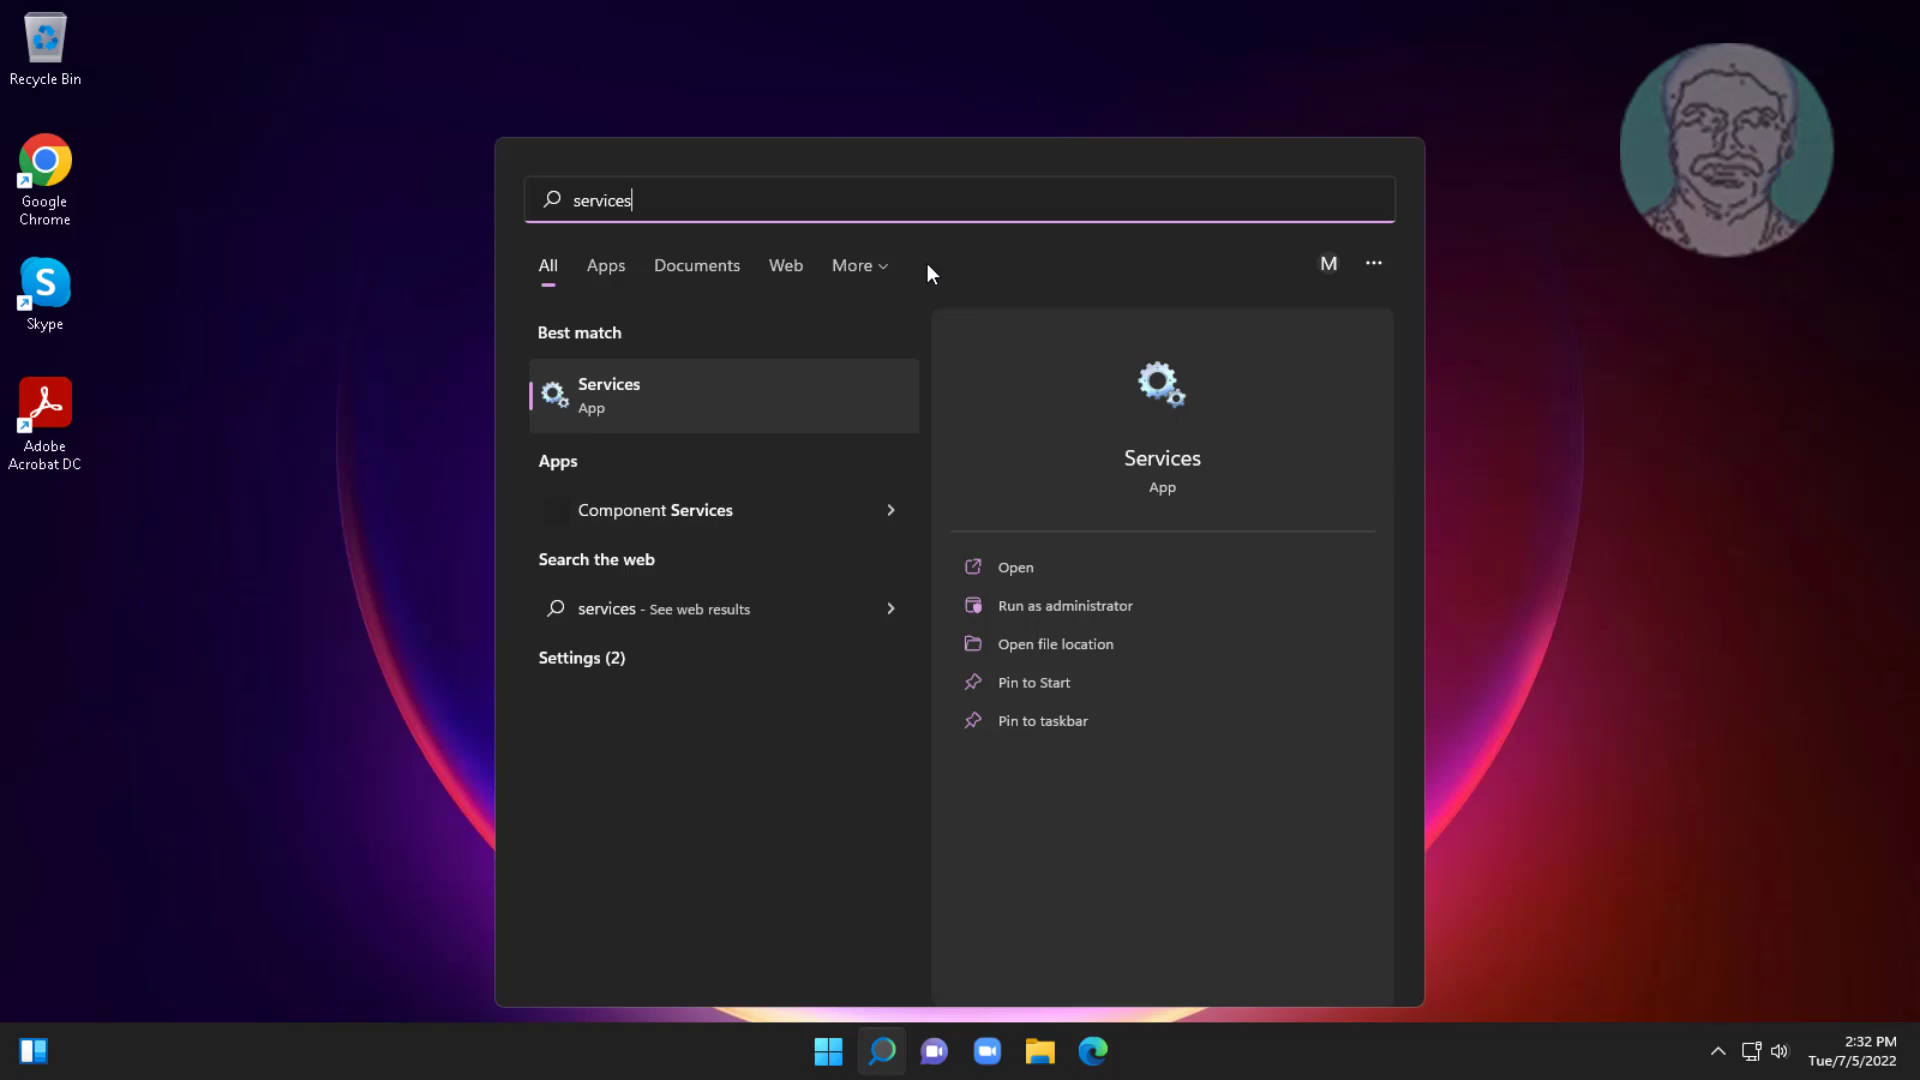 Recycle Bin
Google
Chrome
S
Skype
Adobe
Acrobat DC
services
All
Apps
Documents
Web
More
M
Best match
Services
App
Apps
Component Services
Search the web
services - See web results
Settings (2)
Services
App
Open
Run as administrator
Open file location
Pin to Start
Pin to taskbar
2:32 PM
Tue/7/5/2022